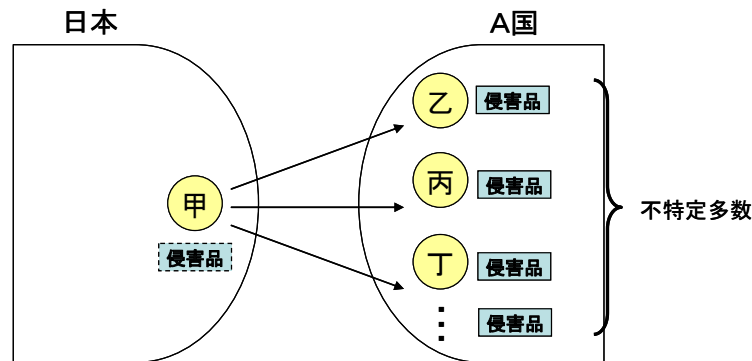 日本
A国
乙 侵害品
甲
侵害品
丙 侵害品
丁 侵害品
⋮ 侵害品
不特定多数